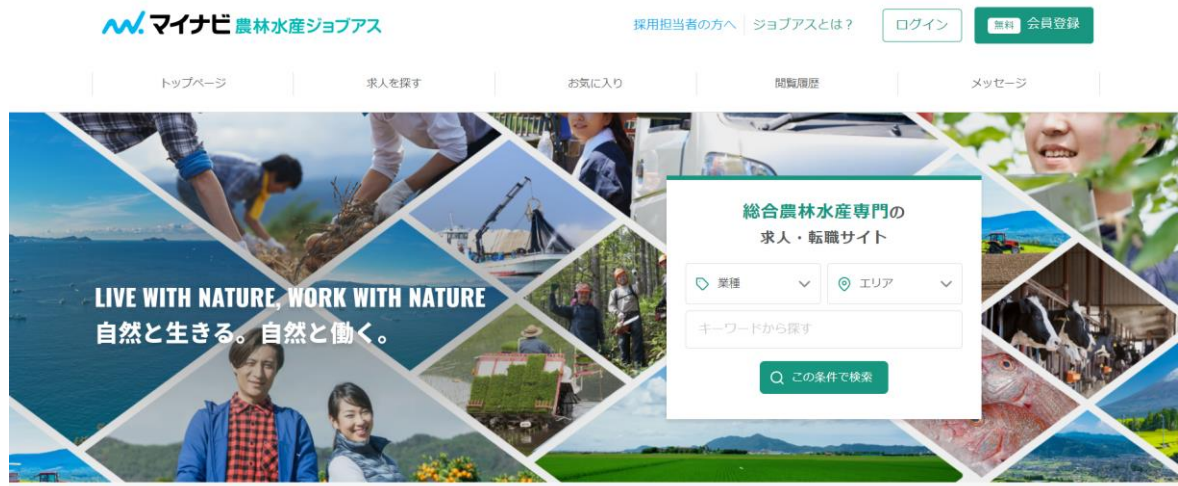 マイナビ 農林水産ジョブアス
採用担当者の方へ
ジョブアスとは？
ログイン
無料 会員登録
トップページ
求人を探す
お気に入り
閲覧履歴
メッセージ
LIVE WITH NATURE, WORK WITH NATURE
自然と生きる。自然と働く。
総合農林水産専門の
求人・転職サイト
業種
エリア
キーワードから探す
この条件で検索